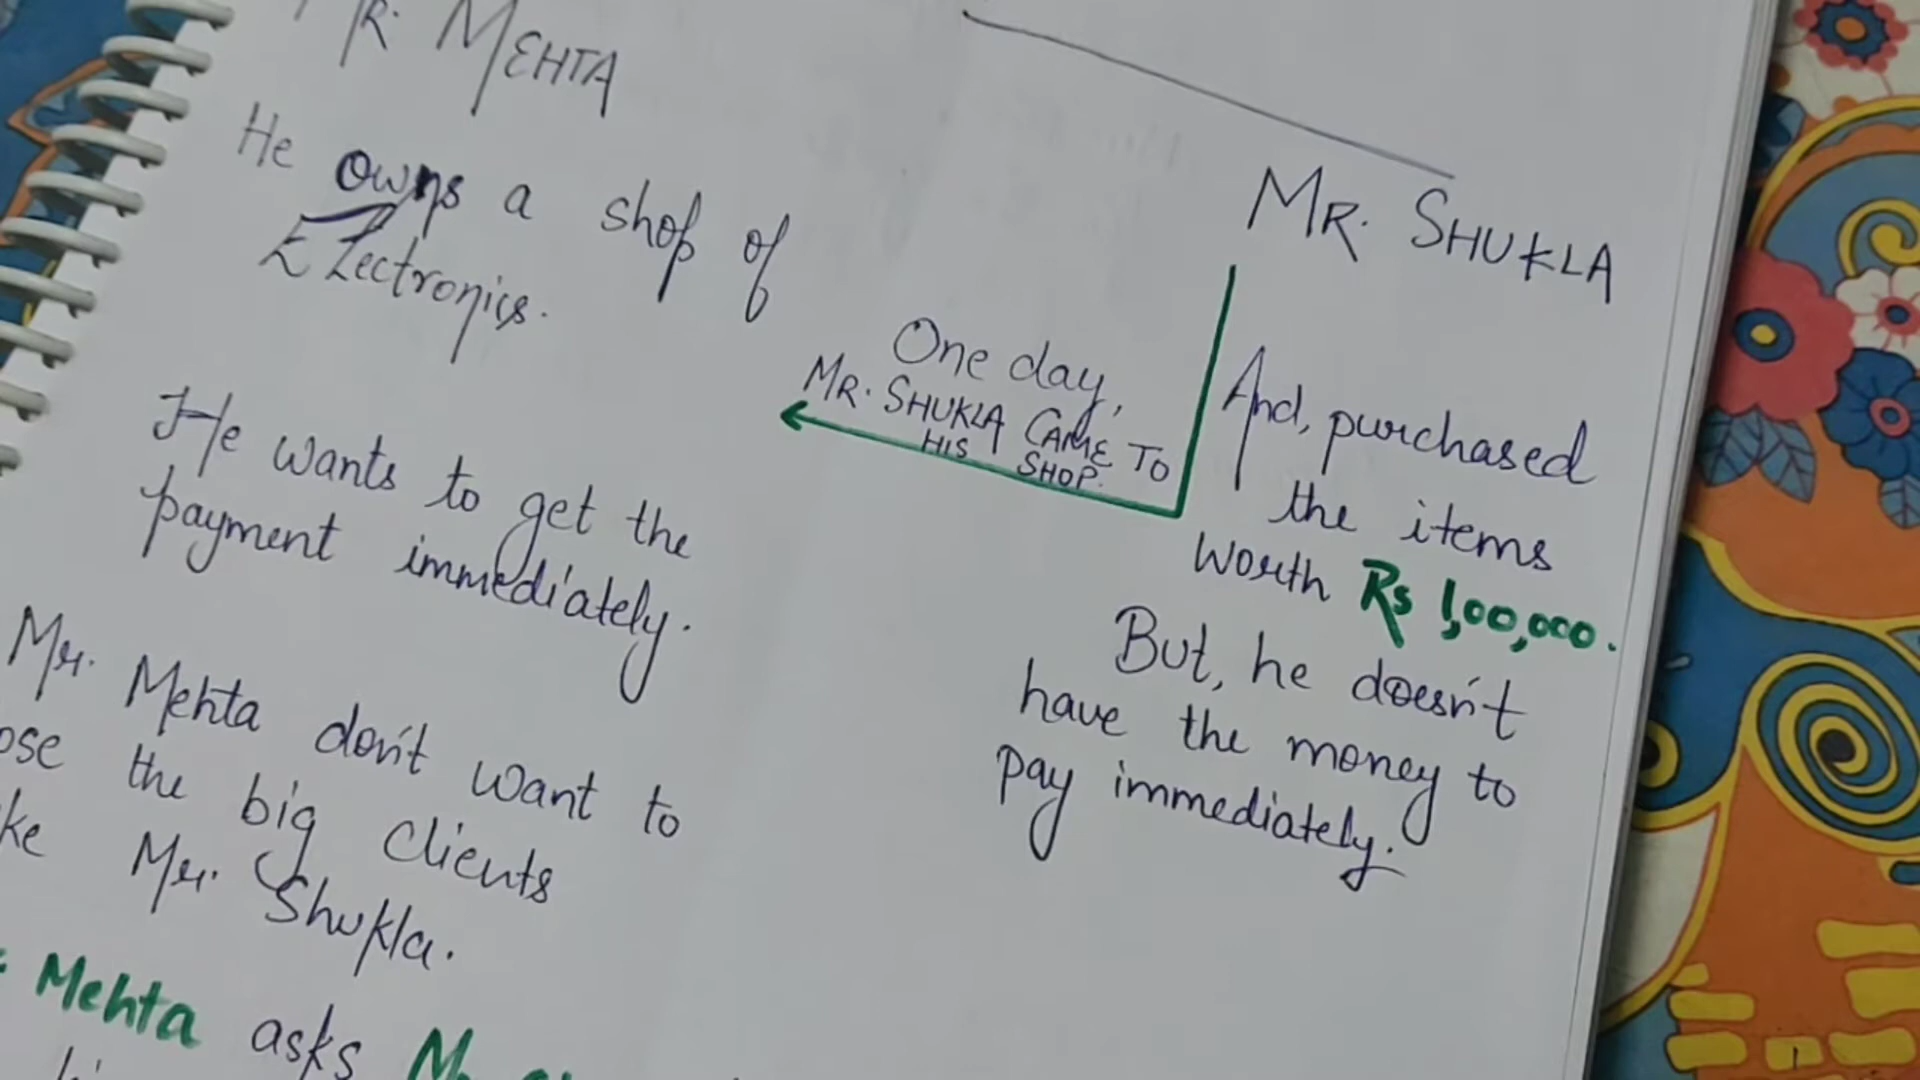 MR. MEHTA
He owns a shop of
Electronics.
He wants to get the
payment immediately.
Mr. Mehta don't want to
the big clients
Mr. Shukla.
Mehta asks
One day,
MR. SHUKLA CAME TO
HIS SHOP.
MR. SHUKLA
And, purchased
the items
worth Rs 1,00,000.
But, he doesn't
have the money to
pay immediately.